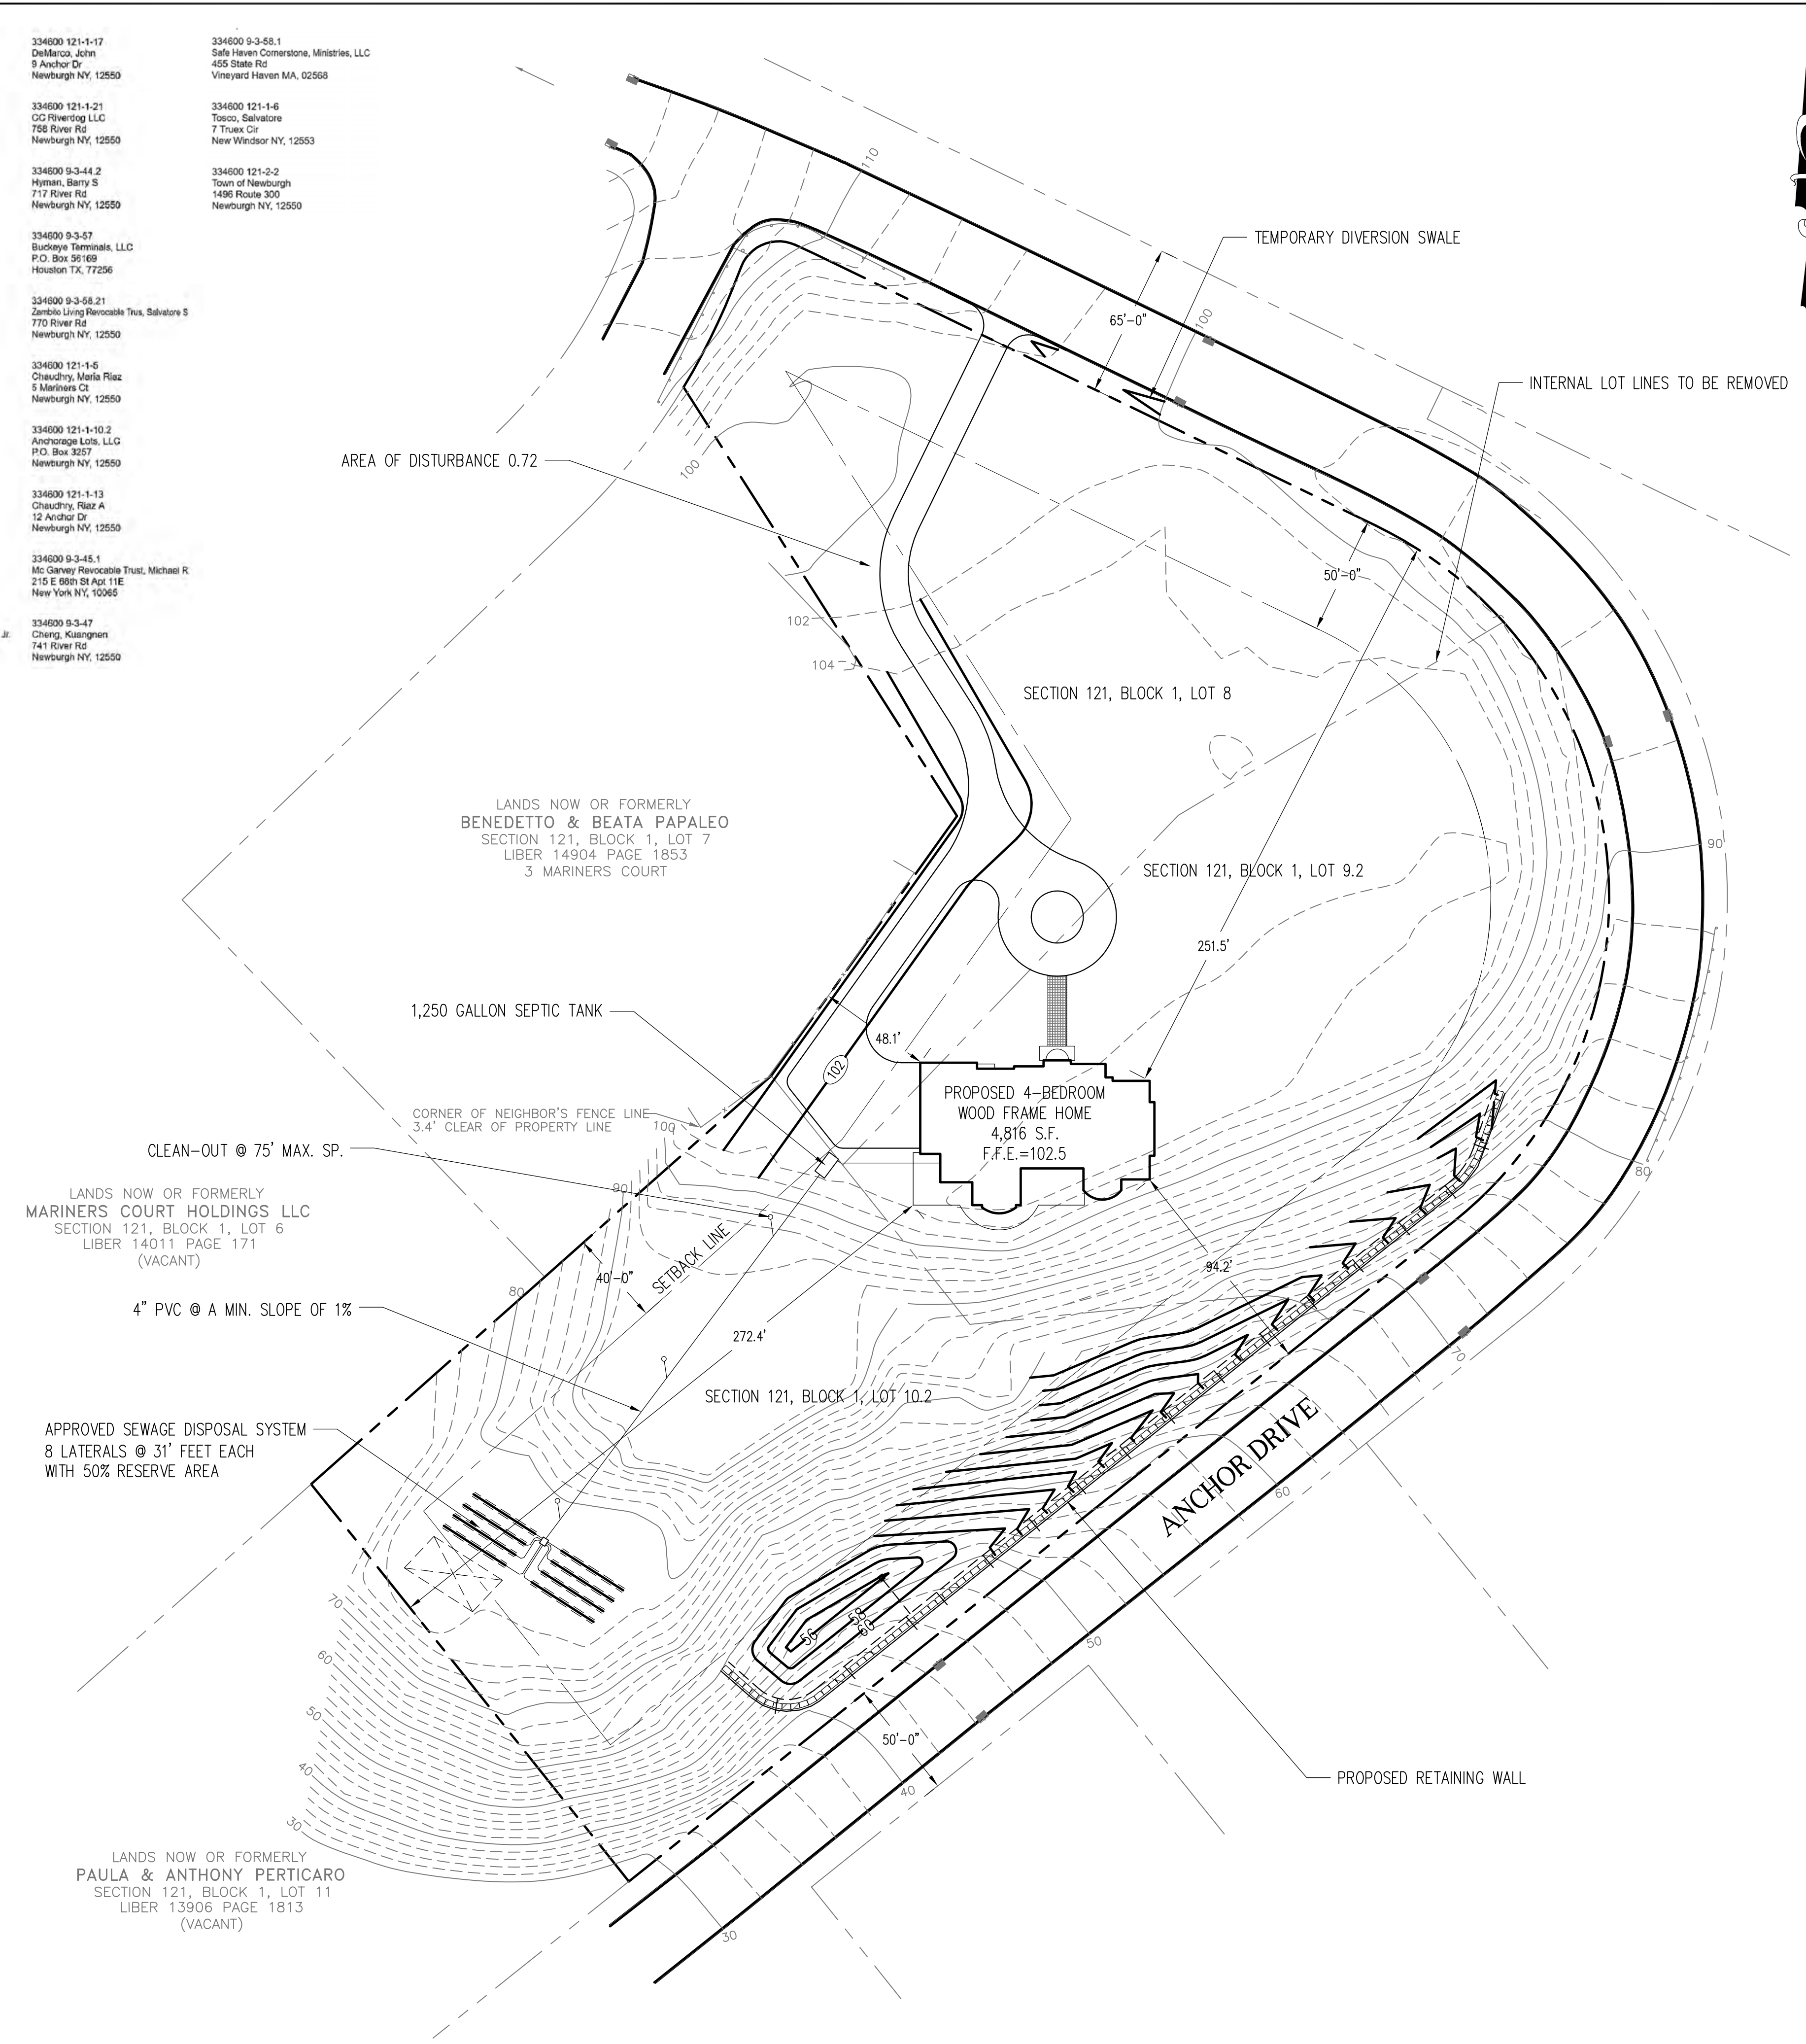 334600 121-1-17
DeMarco, John
9 Anchor Dr
Newburgh NY, 12550
334600 121-1-21
CG Riverdog LLC
758 River Rd
Newburgh NY, 12550
334600 9-3-44.2
Hyman, Barry S
717 River Rd
Newburgh NY, 12550
334600 9-3-57
Buckeye Terminals, LLC
P.O. Box 56169
Houston TX, 77256
334600 9-3-58.21
Zambito Living Revocable Trus, Salvatore S
770 River Rd
Newburgh NY, 12550
334600 121-1-5
Chaudhry, Maria Riaz
5 Mariners Ct
Newburgh NY, 12550
334600 121-1-10.2
Anchorage Lots, LLC
P.O. Box 3257
Newburgh NY, 12550
334600 121-1-13
Chaudhry, Riaz A
12 Anchor Dr
Newburgh NY, 12550
334600 9-3-45.1
Mc Garvey Revocable Trust, Michael R
215 E 68th St Apt 11E
New York NY, 10065
Jr.
334600 9-3-47
Cheng, Kuangnen
741 River Rd
Newburgh NY, 12550
334600 9-3-58.1
Safe Haven Cornerstone, Ministries, LLC
455 State Rd
Vineyard Haven MA, 02568
334600 121-1-6
Tosco, Salvatore
7 Truex Cir
New Windsor NY, 12553
334600 121-2-2
Town of Newburgh
1496 Route 300
Newburgh NY, 12550
110
TEMPORARY DIVERSION SWALE
65'-0"
100
INTERNAL LOT LINES TO BE REMOVED
AREA OF DISTURBANCE 0.72
100
50'-0"
102
104
SECTION 121, BLOCK 1, LOT 8
LANDS NOW OR FORMERLY
BENEDETTO & BEATA PAPALEO
SECTION 121, BLOCK 1, LOT 7
LIBER 14904 PAGE 1853
3 MARINERS COURT
90
SECTION 121, BLOCK 1, LOT 9.2
251.5'
1,250 GALLON SEPTIC TANK
48.1'
102
PROPOSED 4-BEDROOM
WOOD FRAME HOME
4,816 S.F.
F.F.E.=102.5
CORNER OF NEIGHBOR'S FENCE LINE
3.4' CLEAR OF PROPERTY LINE
100
CLEAN-OUT @ 75' MAX. SP.
80
90
LANDS NOW OR FORMERLY
MARINERS COURT HOLDINGS LLC
SECTION 121, BLOCK 1, LOT 6
LIBER 14011 PAGE 171
(VACANT)
SETBACK LINE
40'-0"
94.2'
80
4" PVC @ A MIN. SLOPE OF 1%
272.4'
70
SECTION 121, BLOCK 1, LOT 10.2
APPROVED SEWAGE DISPOSAL SYSTEM
8 LATERALS @ 31' FEET EACH
WITH 50% RESERVE AREA
ANCHOR DRIVE
60
70
58
56
60
50
60
50
50'-0"
40
40
PROPOSED RETAINING WALL
30
LANDS NOW OR FORMERLY
PAULA & ANTHONY PERTICARO
SECTION 121, BLOCK 1, LOT 11
LIBER 13906 PAGE 1813
(VACANT)
30